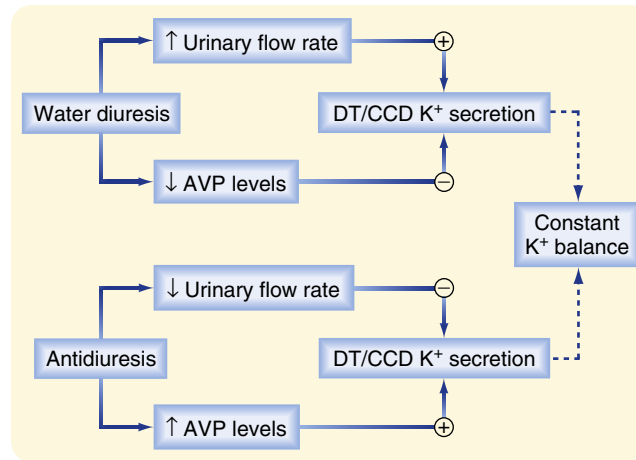 ↑ Urinary flow rate
+
Water diuresis
DT/CCD K⁺ secretion
↓ AVP levels
−
Constant
K⁺ balance
↓ Urinary flow rate
−
Antidiuresis
DT/CCD K⁺ secretion
↑ AVP levels
+